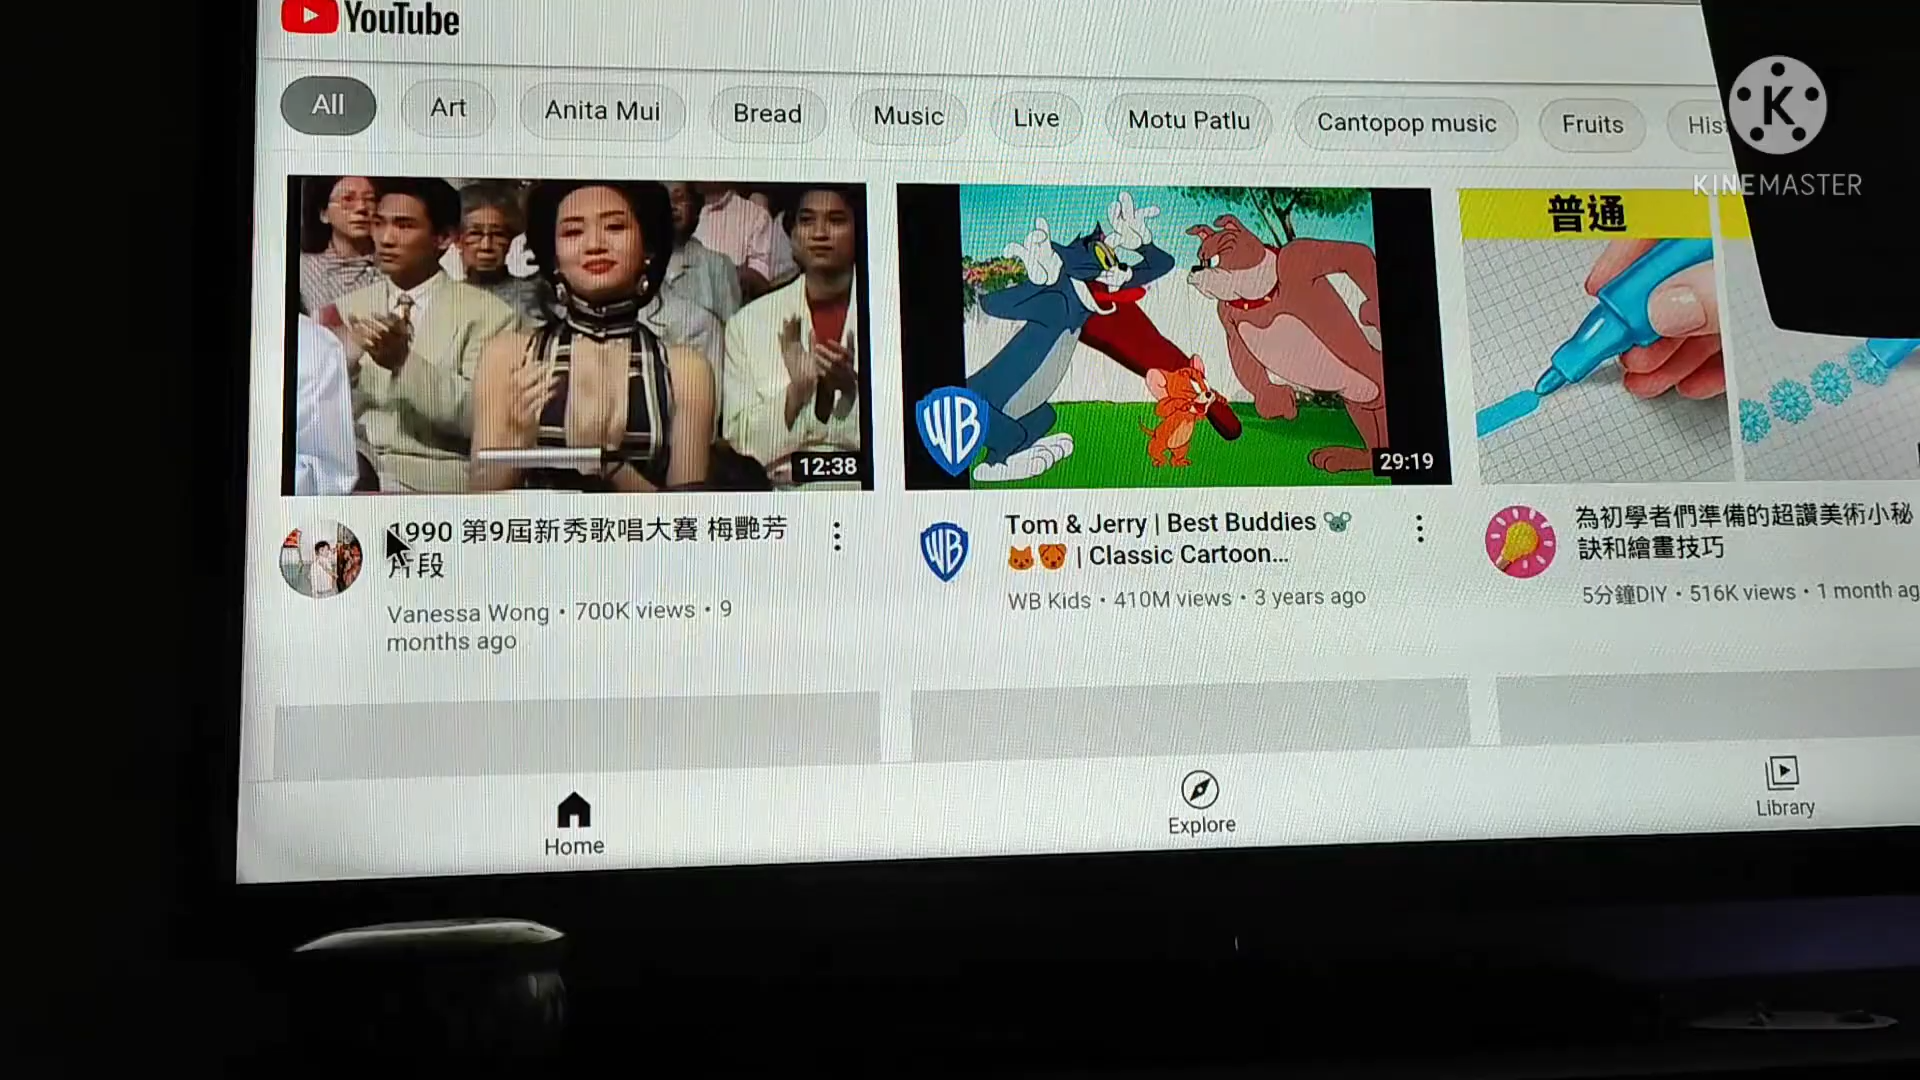 YouTube
All
Art
Anita Mui
Bread
Music
Live
Motu Patlu
Cantopop music
Fruits
His
K
KINEMASTER
普通
WB
12:38
29:19
1990 第9屆新秀歌唱大賽 梅艷芳
片段
Vanessa Wong • 700K views • 9
months ago
WB
Tom & Jerry | Best Buddies
| Classic Cartoon...
WB Kids • 410M views • 3 years ago
為初學者們準備的超讚美術小秘
訣和繪畫技巧
5分鐘DIY • 516K views • 1 month ag
Home
Explore
Library